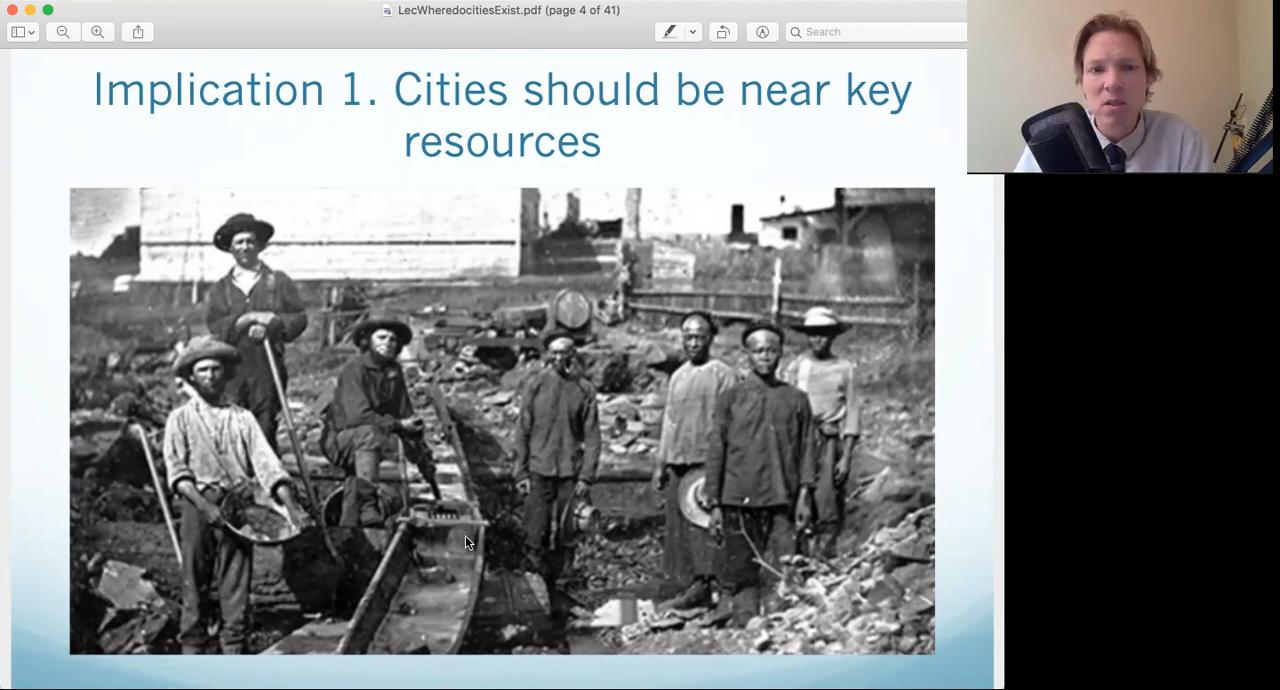 LecWheredocitiesExist.pdf (page 4 of 41)
Search
Implication 1. Cities should be near key
resources